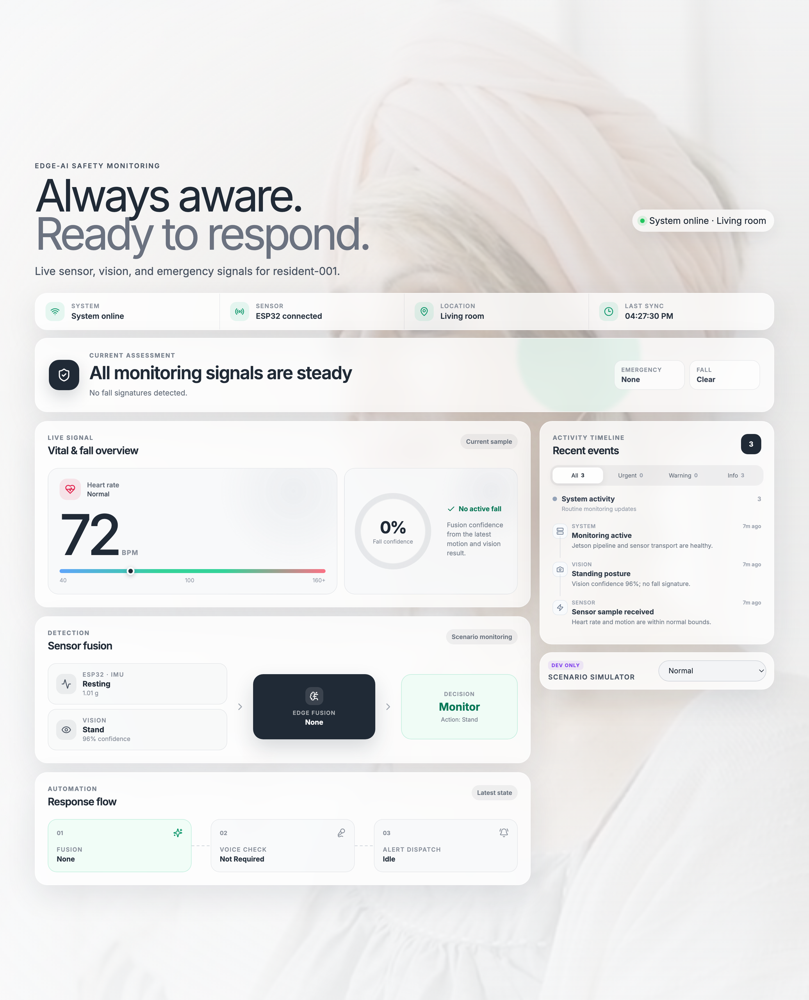 EDGE-AI SAFETY MONITORING
Always aware.
Ready to respond.
Live sensor, vision, and emergency signals for resident-001.
System online · Living room
SYSTEM
System online
SENSOR
ESP32 connected
LOCATION
Living room
LAST SYNC
04:27:30 PM
CURRENT ASSESSMENT
All monitoring signals are steady
No fall signatures detected.
EMERGENCY
None
FALL
Clear
LIVE SIGNAL
Vital & fall overview
Current sample
Heart rate
Normal
72 BPM
40 100 160+
0%
Fall confidence
No active fall
Fusion confidence
from the latest
motion and vision
result.
ACTIVITY TIMELINE
Recent events
3
All 3 Urgent 0 Warning 0 Info 3
System activity 3
Routine monitoring updates
SYSTEM 7m ago
Monitoring active
Jetson pipeline and sensor transport are healthy.
VISION 7m ago
Standing posture
Vision confidence 96%; no fall signature.
SENSOR 7m ago
Sensor sample received
Heart rate and motion are within normal bounds.
DEV ONLY
SCENARIO SIMULATOR
Normal
DETECTION
Sensor fusion
Scenario monitoring
ESP32 · IMU
Resting
1.01 g
VISION
Stand
96% confidence
EDGE FUSION
None
DECISION
Monitor
Action: Stand
AUTOMATION
Response flow
Latest state
01
FUSION
None
02
VOICE CHECK
Not Required
03
ALERT DISPATCH
Idle